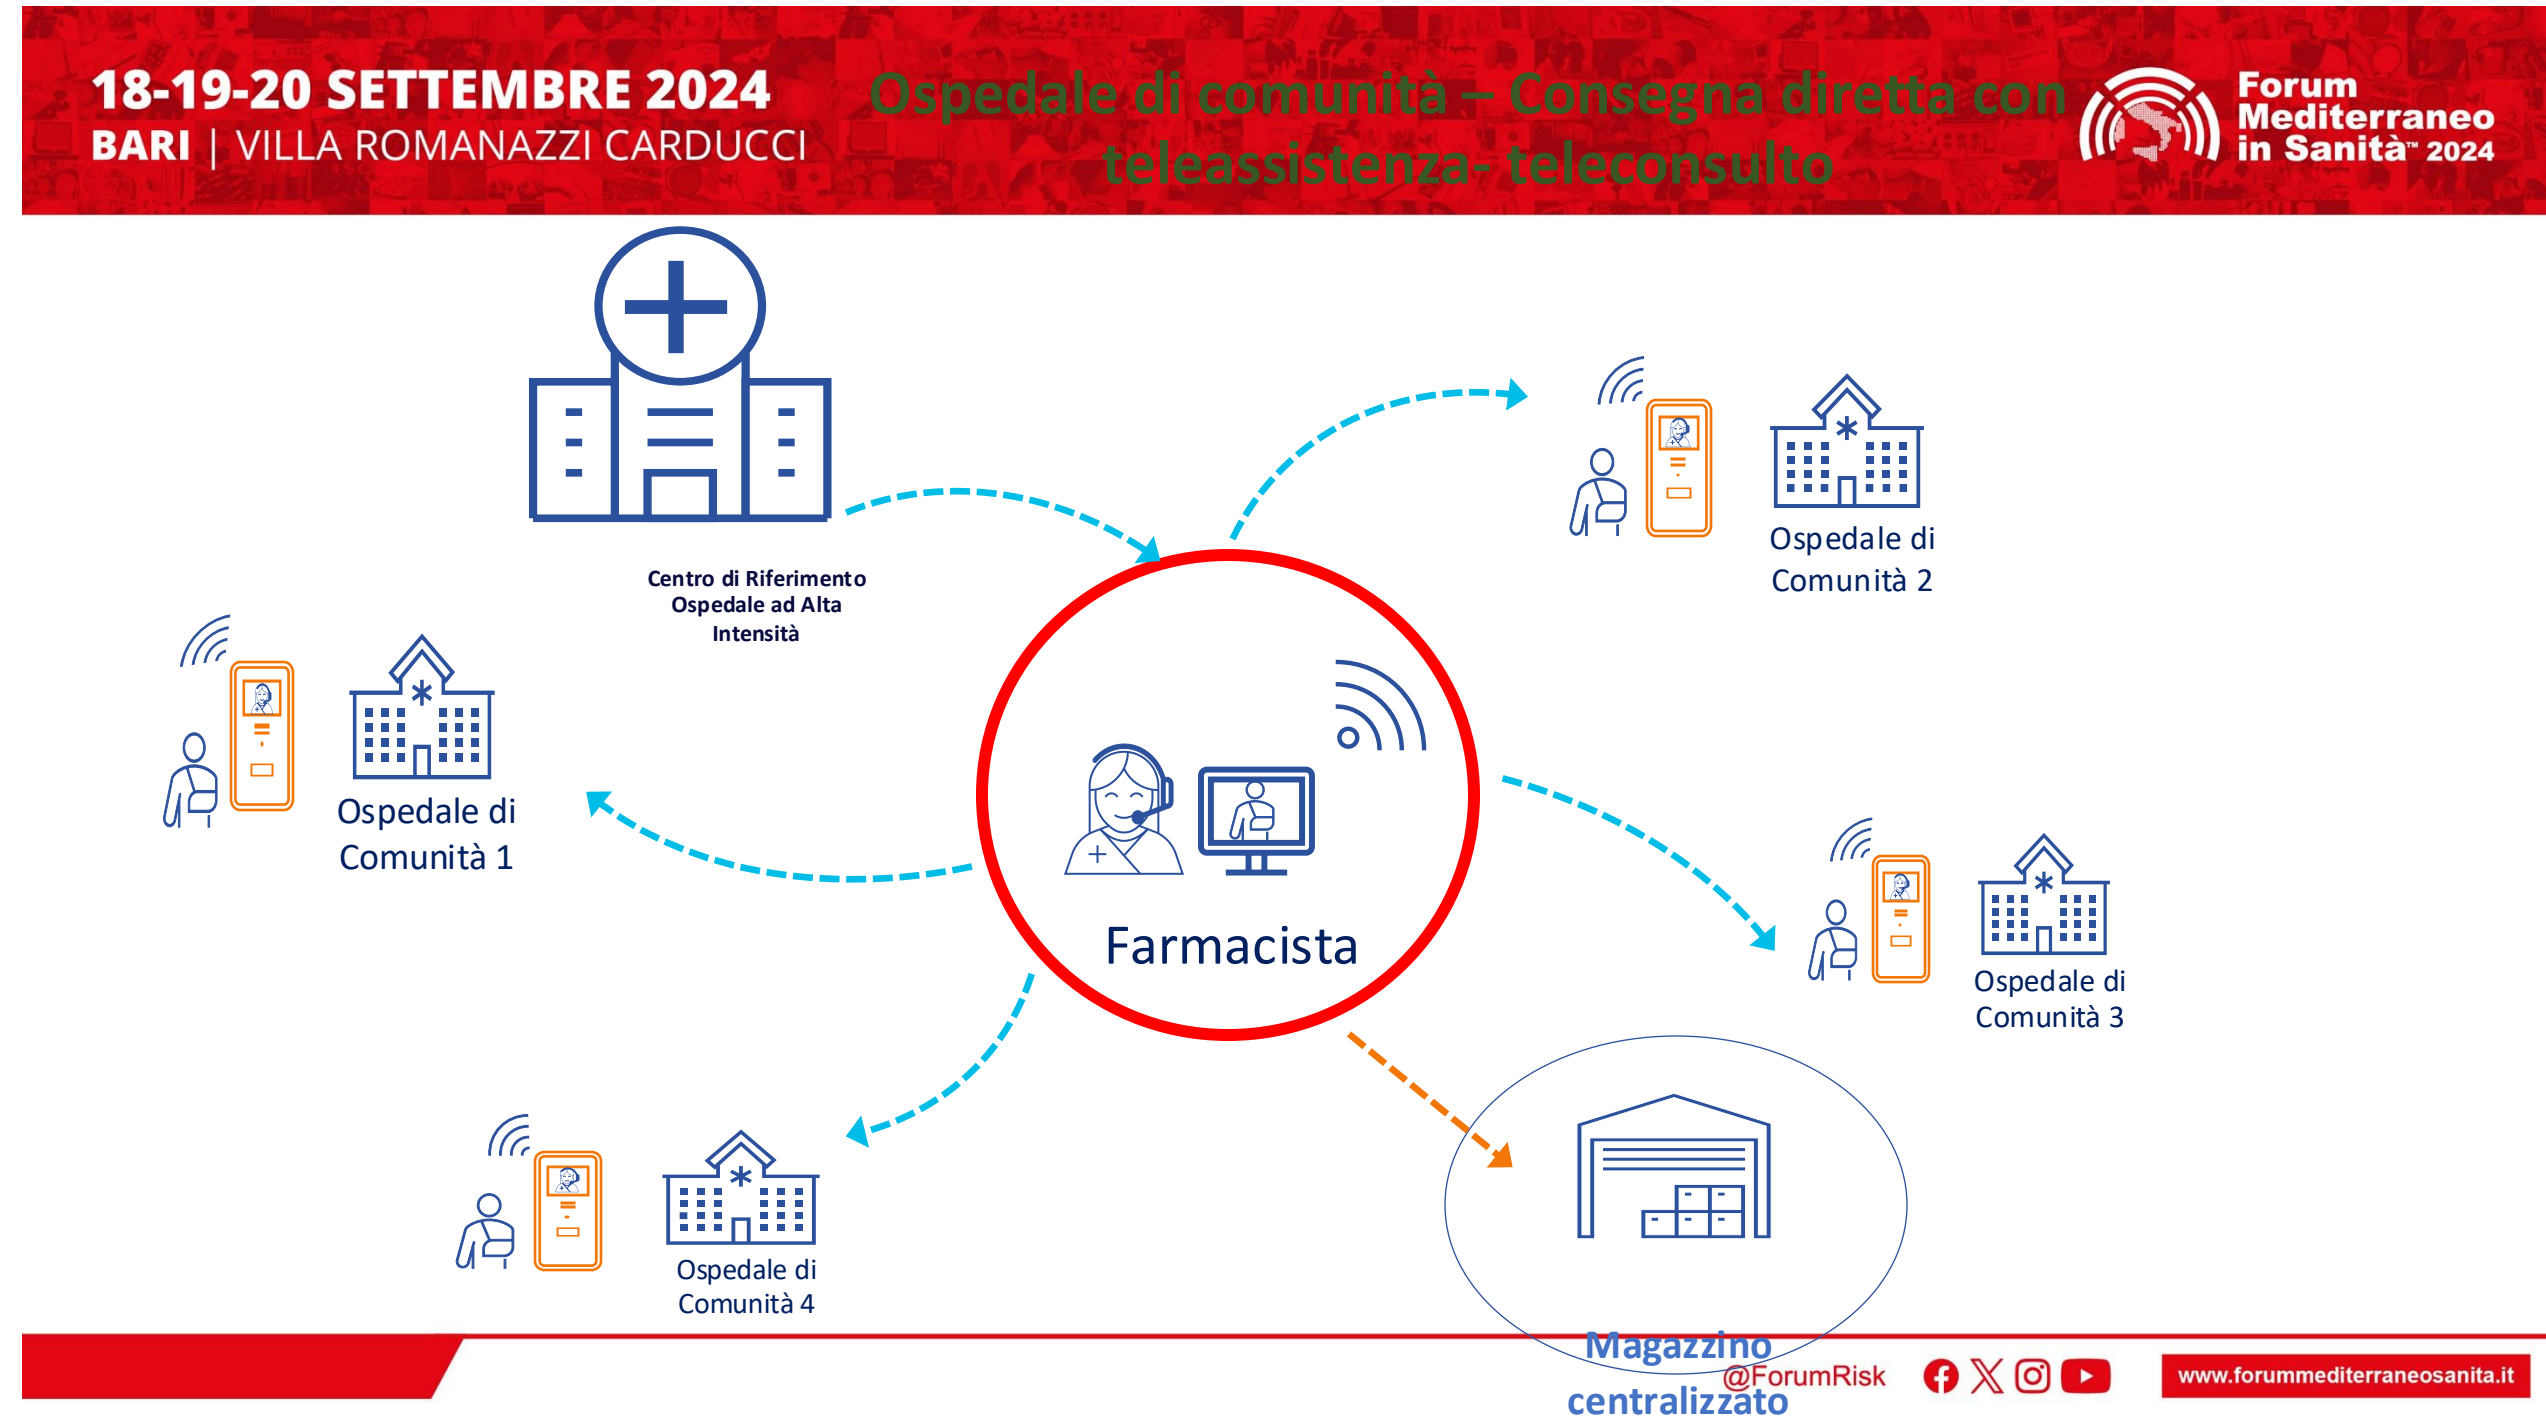 18-19-20 SETTEMBRE 2024
BARI | VILLA ROMANAZZI CARDUCCI
Ospedale di comunità – Consegna diretta con
teleassistenza- teleconsulto
Forum
Mediterraneo
in Sanità™ 2024
Centro di Riferimento
Ospedale ad Alta
Intensità
Ospedale di
Comunità 2
Ospedale di
Comunità 1
Farmacista
Ospedale di
Comunità 3
Ospedale di
Comunità 4
Magazzino
centralizzato
@ForumRisk
www.forummediterraneosanita.it